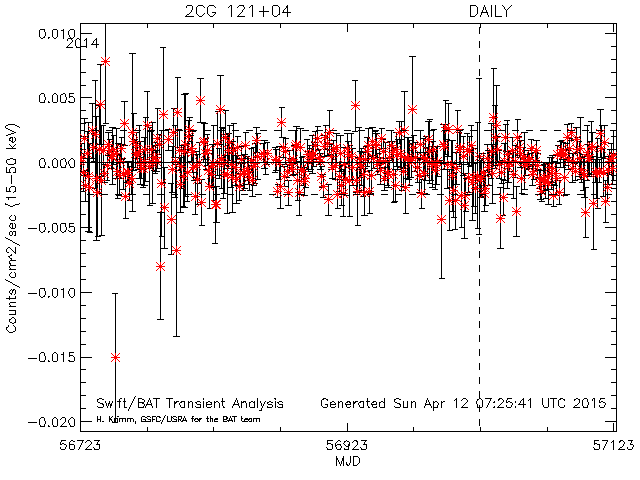 2CG 121+04 DAILY
0.010
2014
0.005
0.000
-0.005
-0.010
-0.015
-0.020
Counts/cm^2/sec (15-50 keV)
Swift/BAT Transient Analysis Generated Sun Apr 12 07:25:41 UTC 2015
H. Krimm, GSFC/USRA for the BAT team
56723 56923 57123
MJD